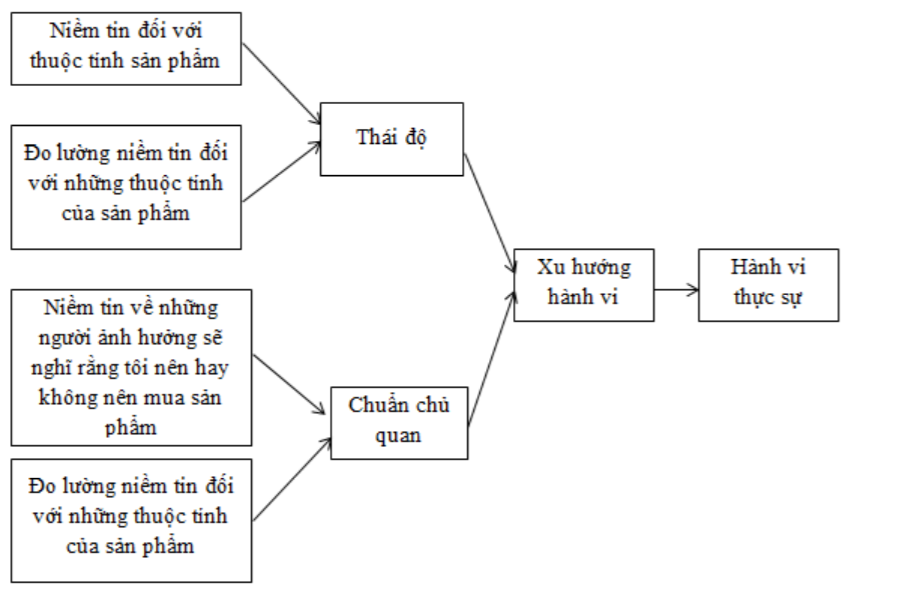 Niềm tin đối với
thuộc tính sản phẩm
Đo lường niềm tin đối
với những thuộc tính
của sản phẩm
Niềm tin về những
người ảnh hưởng sẽ
nghĩ rằng tôi nên hay
không nên mua sản
phẩm
Đo lường niềm tin đối
với những thuộc tính
của sản phẩm
Thái độ
Chuẩn chủ
quan
Xu hướng
hành vi
Hành vi
thực sự